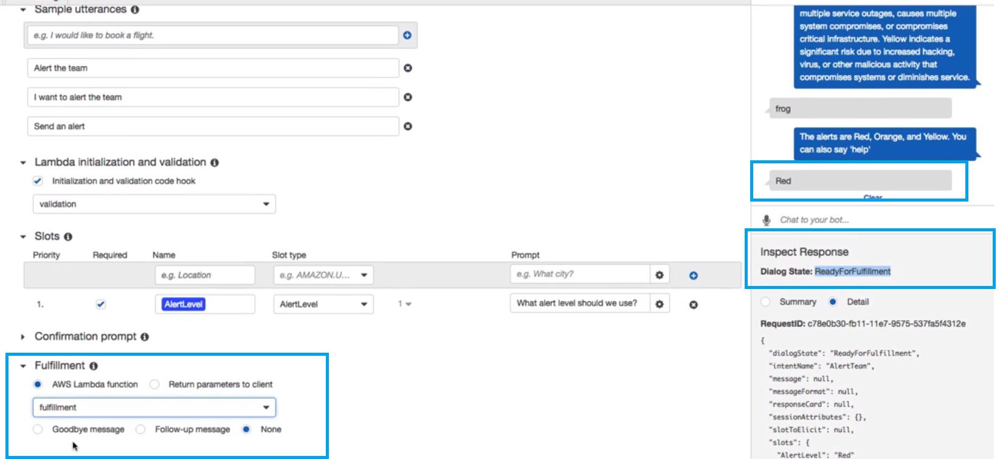 Sample utterances
e.g. I would like to book a flight.
Alert the team
I want to alert the team
Send an alert
Lambda initialization and validation
Initialization and validation code hook
validation
Slots
Priority Required Name Slot type Prompt
e.g. Location e.g. AMAZON.U... e.g. What city?
1. AlertLevel AlertLevel 1 What alert level should we use?
Confirmation prompt
Fulfillment
AWS Lambda function Return parameters to client
fulfillment
Goodbye message Follow-up message None
multiple service outages, causes multiple
system compromises, or compromises
critical infrastructure. Yellow indicates a
significant risk due to increased hacking,
virus, or other malicious activity that
compromises systems or diminishes service.
frog
The alerts are Red, Orange, and Yellow. You
can also say 'help'
Red
Clear
Chat to your bot...
Inspect Response
Dialog State: ReadyForFulfillment
Summary Detail
RequestID: c78e0b30-fb11-11e7-9575-537fa5f4312e
{
"dialogState": "ReadyForFulfillment",
"intentName": "AlertTeam",
"message": null,
"messageFormat": null,
"responseCard": null,
"sessionAttributes": {},
"slotToElicit": null,
"slots": {
"AlertLevel": "Red"